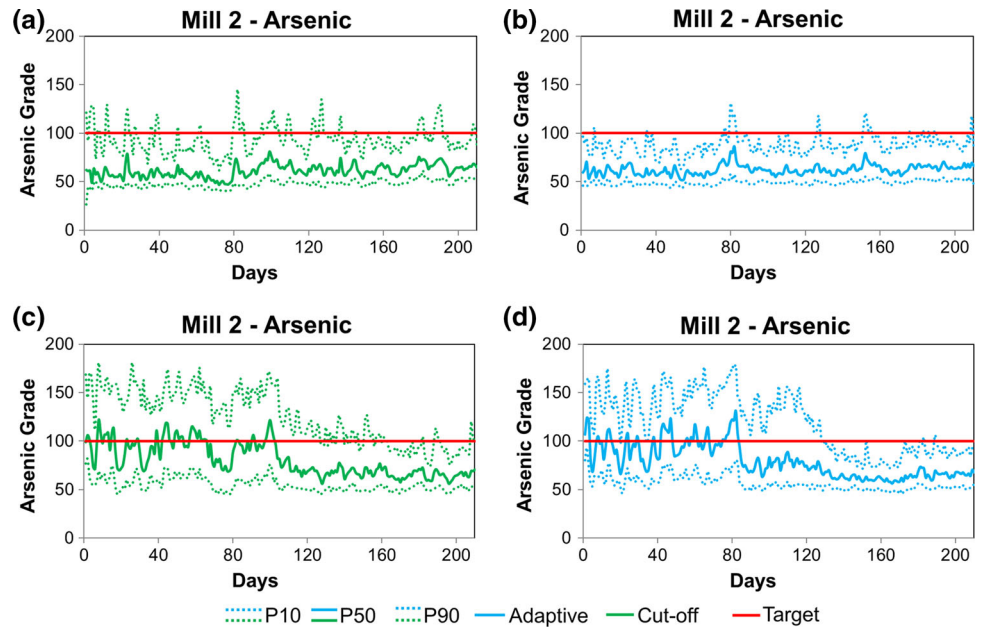 (a) Mill 2 - Arsenic
(b) Mill 2 - Arsenic
Arsenic Grade
200
150
100
50
0
0 40 80 120 160 200
Days
Arsenic Grade
200
150
100
50
0
0 40 80 120 160 200
Days
(c) Mill 2 - Arsenic
(d) Mill 2 - Arsenic
Arsenic Grade
200
150
100
50
0
0 40 80 120 160 200
Days
Arsenic Grade
200
150
100
50
0
0 40 80 120 160 200
Days
P10 P50 P90 Adaptive Cut-off Target